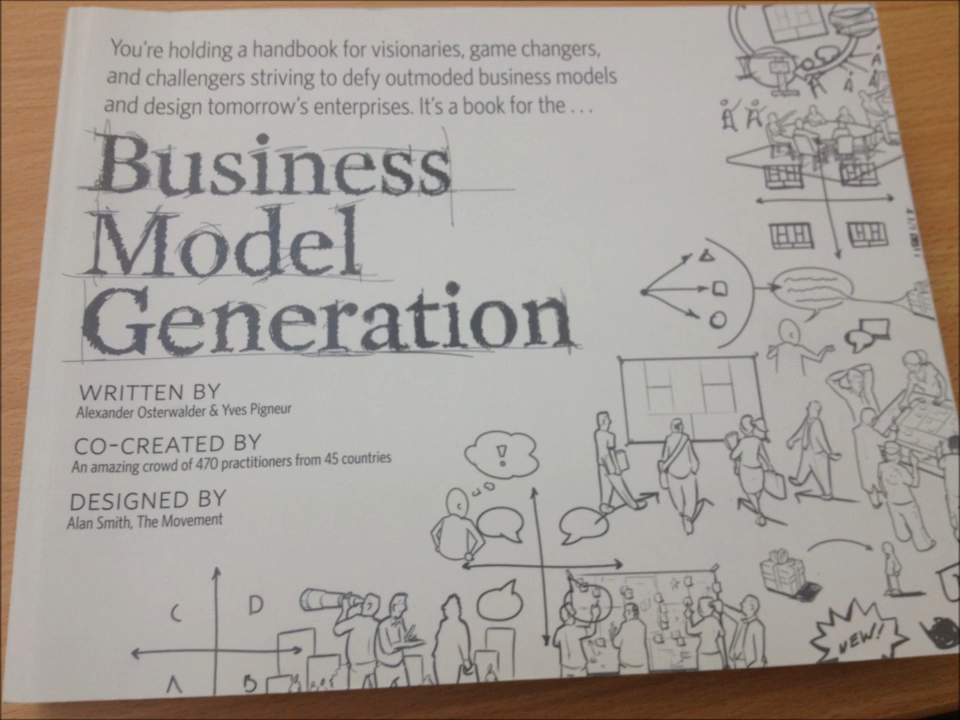 You're holding a handbook for visionaries, game changers,
and challengers striving to defy outmoded business models
and design tomorrow's enterprises. It's a book for the ...
Business
Model
Generation
WRITTEN BY
Alexander Osterwalder & Yves Pigneur
CO-CREATED BY
An amazing crowd of 470 practitioners from 45 countries
DESIGNED BY
Alan Smith, The Movement
!
C D
A B
NEW!